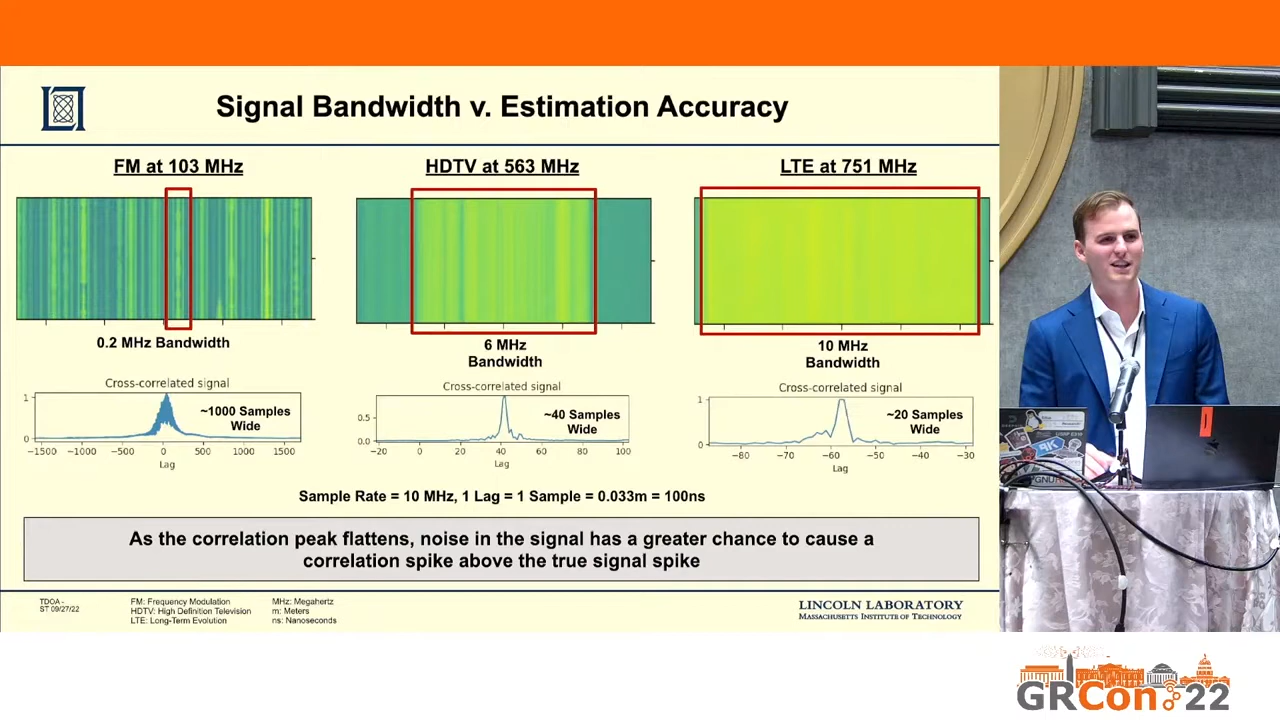 Signal Bandwidth v. Estimation Accuracy
FM at 103 MHz
HDTV at 563 MHz
LTE at 751 MHz
0.2 MHz Bandwidth
6 MHz
Bandwidth
10 MHz
Bandwidth
Cross-correlated signal
1
0
~1000 Samples
Wide
−1500 −1000 −500 0 500 1000 1500
Lag
Cross-correlated signal
0.5
0.0
~40 Samples
Wide
−20 0 20 40 60 80 100
Lag
Cross-correlated signal
1
0
~20 Samples
Wide
−80 −70 −60 −50 −40 −30
Lag
Sample Rate = 10 MHz, 1 Lag = 1 Sample = 0.033m = 100ns
As the correlation peak flattens, noise in the signal has a greater chance to cause a
correlation spike above the true signal spike
TDOA -
ST 09/27/22
FM: Frequency Modulation
HDTV: High Definition Television
LTE: Long-Term Evolution
MHz: Megahertz
m: Meters
ns: Nanoseconds
LINCOLN LABORATORY
MASSACHUSETTS INSTITUTE OF TECHNOLOGY
GRCon 22